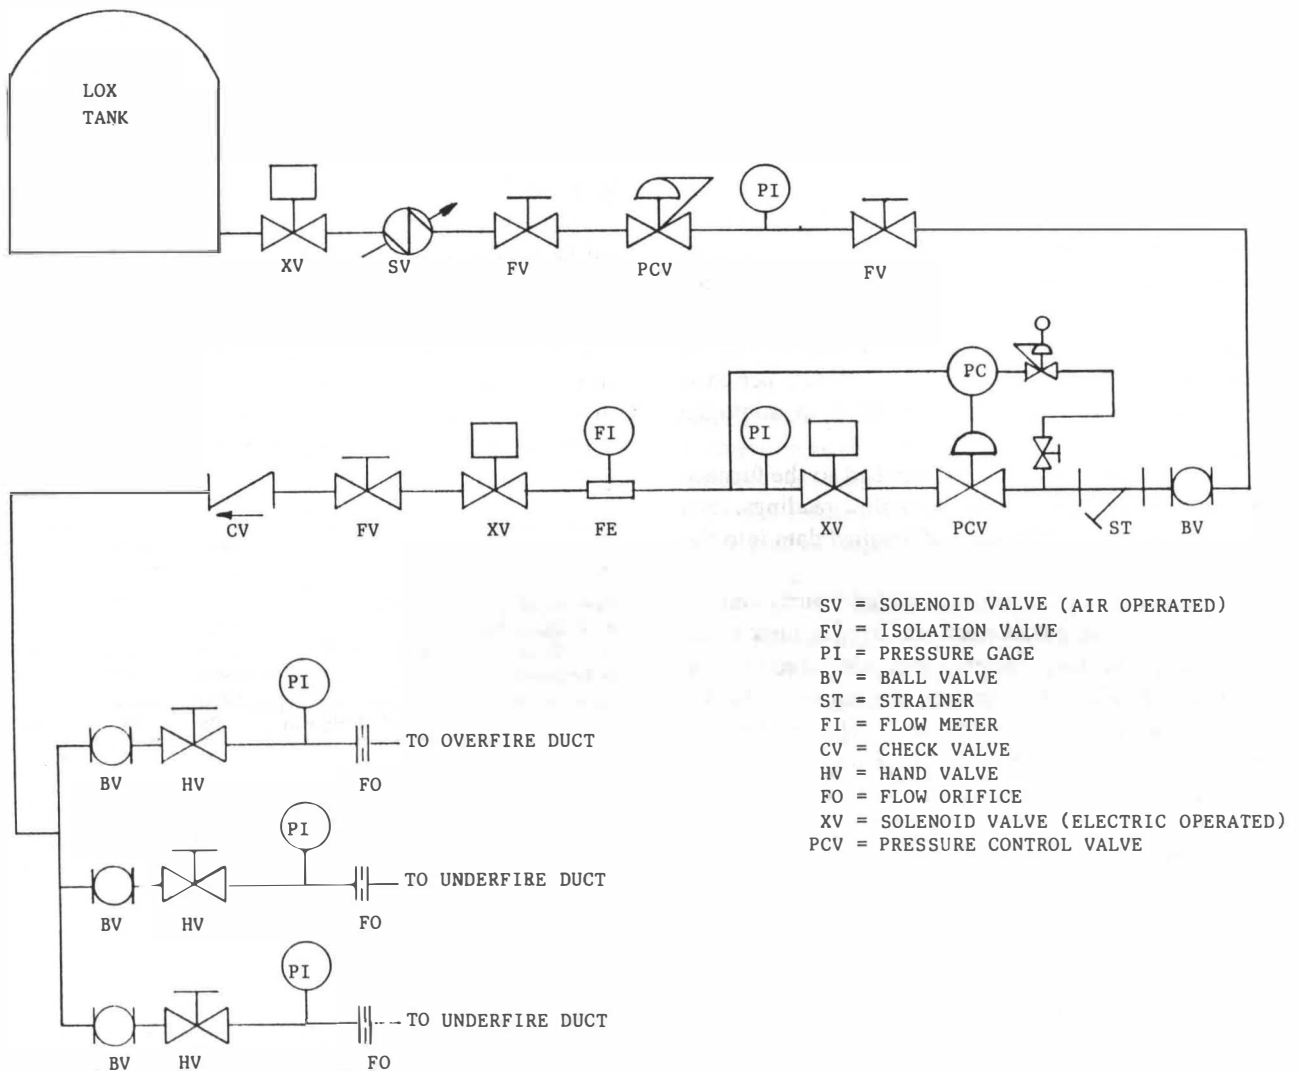 LOX
TANK
PI
XV
SV
FV
PCV
FV
PC
FI
PI
CV
FV
XV
FE
XV
PCV
ST
BV
SV = SOLENOID VALVE (AIR OPERATED)
FV = ISOLATION VALVE
PI = PRESSURE GAGE
BV = BALL VALVE
ST = STRAINER
FI = FLOW METER
CV = CHECK VALVE
HV = HAND VALVE
FO = FLOW ORIFICE
XV = SOLENOID VALVE (ELECTRIC OPERATED)
PCV = PRESSURE CONTROL VALVE
PI
TO OVERFIRE DUCT
BV
HV
FO
PI
TO UNDERFIRE DUCT
BV
HV
FO
PI
TO UNDERFIRE DUCT
BV
HV
FO